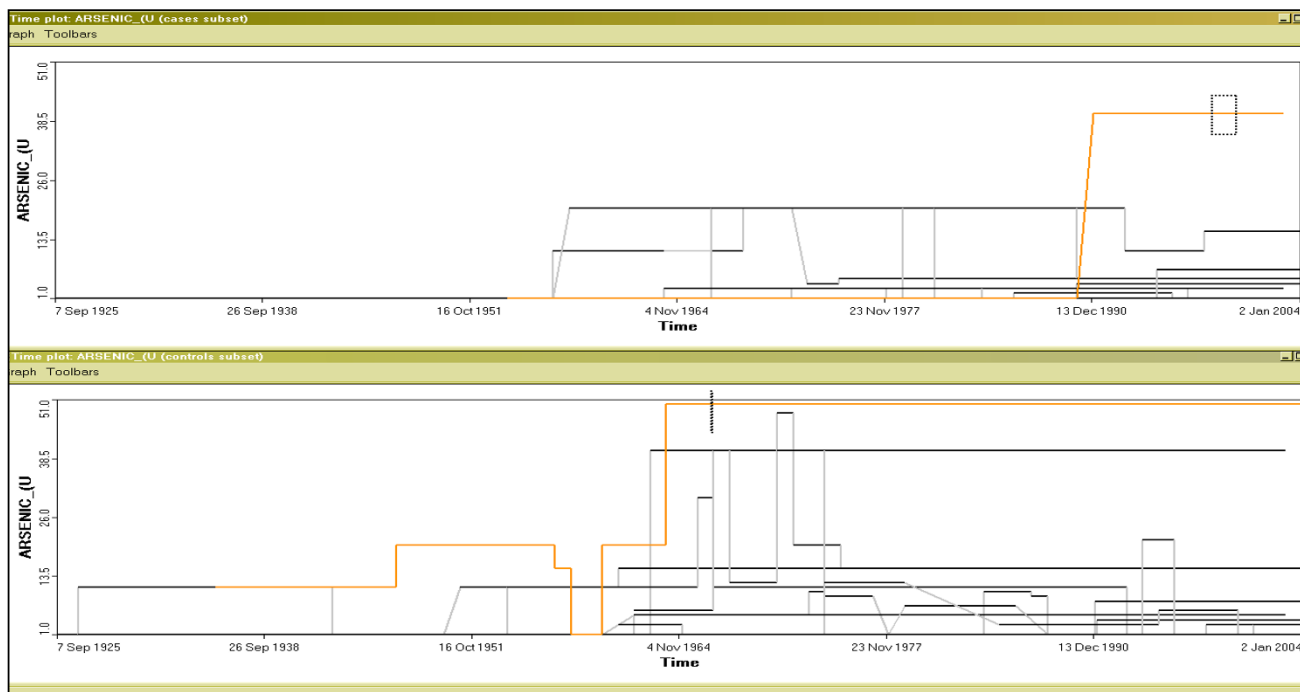 Time plot: ARSENIC_(U (cases subset)
raph Toolbars
51.0
38.5
26.0
13.5
1.0
ARSENIC_(U
7 Sep 1925 26 Sep 1938 16 Oct 1951 4 Nov 1964 23 Nov 1977 13 Dec 1990 2 Jan 2004
Time
Time plot: ARSENIC_(U (controls subset)
raph Toolbars
51.0
38.5
26.0
13.5
1.0
ARSENIC_(U
7 Sep 1925 26 Sep 1938 16 Oct 1951 4 Nov 1964 23 Nov 1977 13 Dec 1990 2 Jan 2004
Time